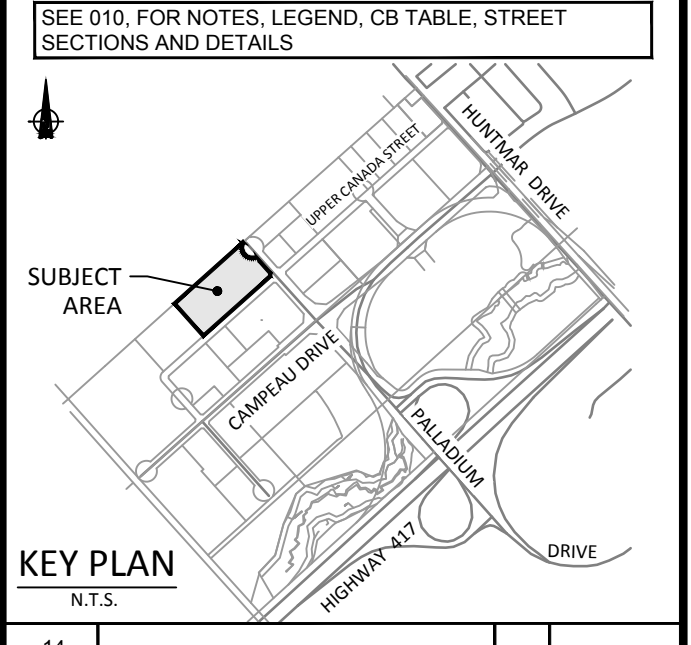 SEE 010, FOR NOTES, LEGEND, CB TABLE, STREET
SECTIONS AND DETAILS
HUNTMAR DRIVE
UPPER CANADA STREET
SUBJECT
AREA
CAMPEAU DRIVE
PALLADIUM
DRIVE
HIGHWAY 417
KEY PLAN
N.T.S.